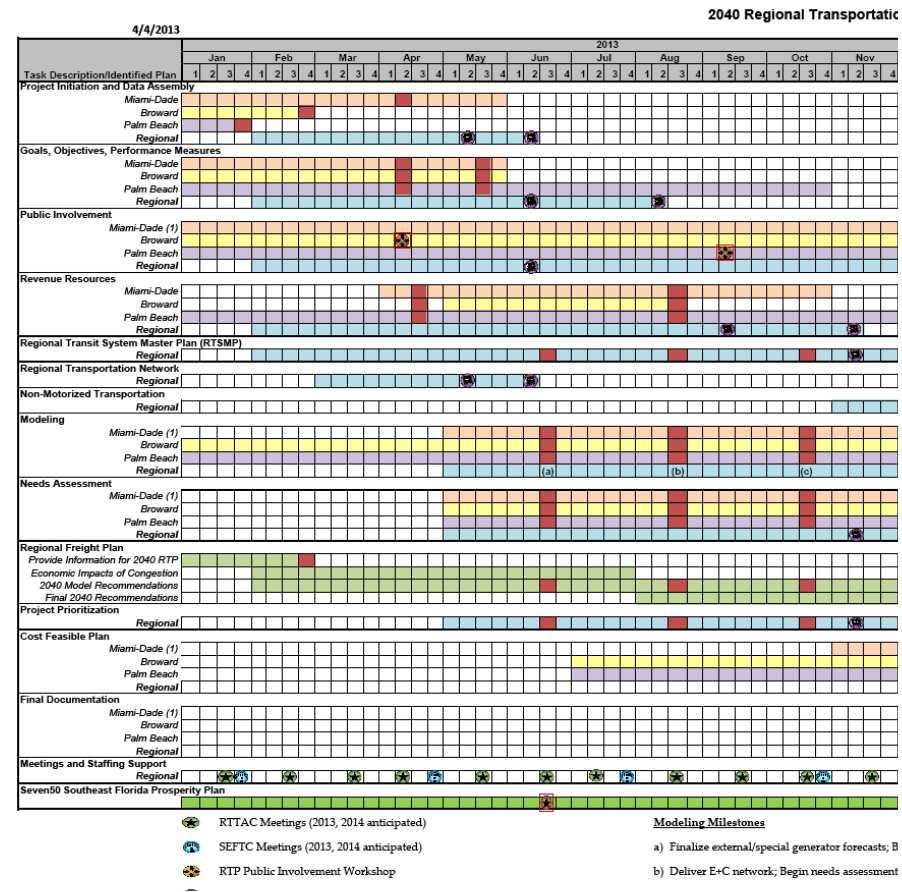 2040 Regional Transportatio
4/4/2013
2013
Jan Feb Mar Apr May Jun Jul Aug Sep Oct Nov
Task Description/Identified Plan 1 2 3 4 1 2 3 4 1 2 3 4 1 2 3 4 1 2 3 4 1 2 3 4 1 2 3 4 1 2 3 4 1 2 3 4 1 2 3 4 1 2 3 4
Project Initiation and Data Assembly
Miami-Dade
Broward
Palm Beach
Regional
Goals, Objectives, Performance Measures
Miami-Dade
Broward
Palm Beach
Regional
Public Involvement
Miami-Dade (1)
Broward
Palm Beach
Regional
Revenue Resources
Miami-Dade
Broward
Palm Beach
Regional
Regional Transit System Master Plan (RTSMP)
Regional
Regional Transportation Network
Regional
Non-Motorized Transportation
Regional
Modeling
Miami-Dade (1)
Broward
Palm Beach
Regional (a) (b) (c)
Needs Assessment
Miami-Dade (1)
Broward
Palm Beach
Regional
Regional Freight Plan
Provide Information for 2040 RTP
Economic Impacts of Congestion
2040 Model Recommendations
Final 2040 Recommendations
Project Prioritization
Regional
Cost Feasible Plan
Miami-Dade (1)
Broward
Palm Beach
Regional
Final Documentation
Miami-Dade (1)
Broward
Palm Beach
Regional
Meetings and Staffing Support
Regional
Seven50 Southeast Florida Prosperity Plan
RTTAC Meetings (2013, 2014 anticipated) Modeling Milestones
SEFTC Meetings (2013, 2014 anticipated) a) Finalize external/special generator forecasts; B
RTP Public Involvement Workshop b) Deliver E+C network; Begin needs assessment